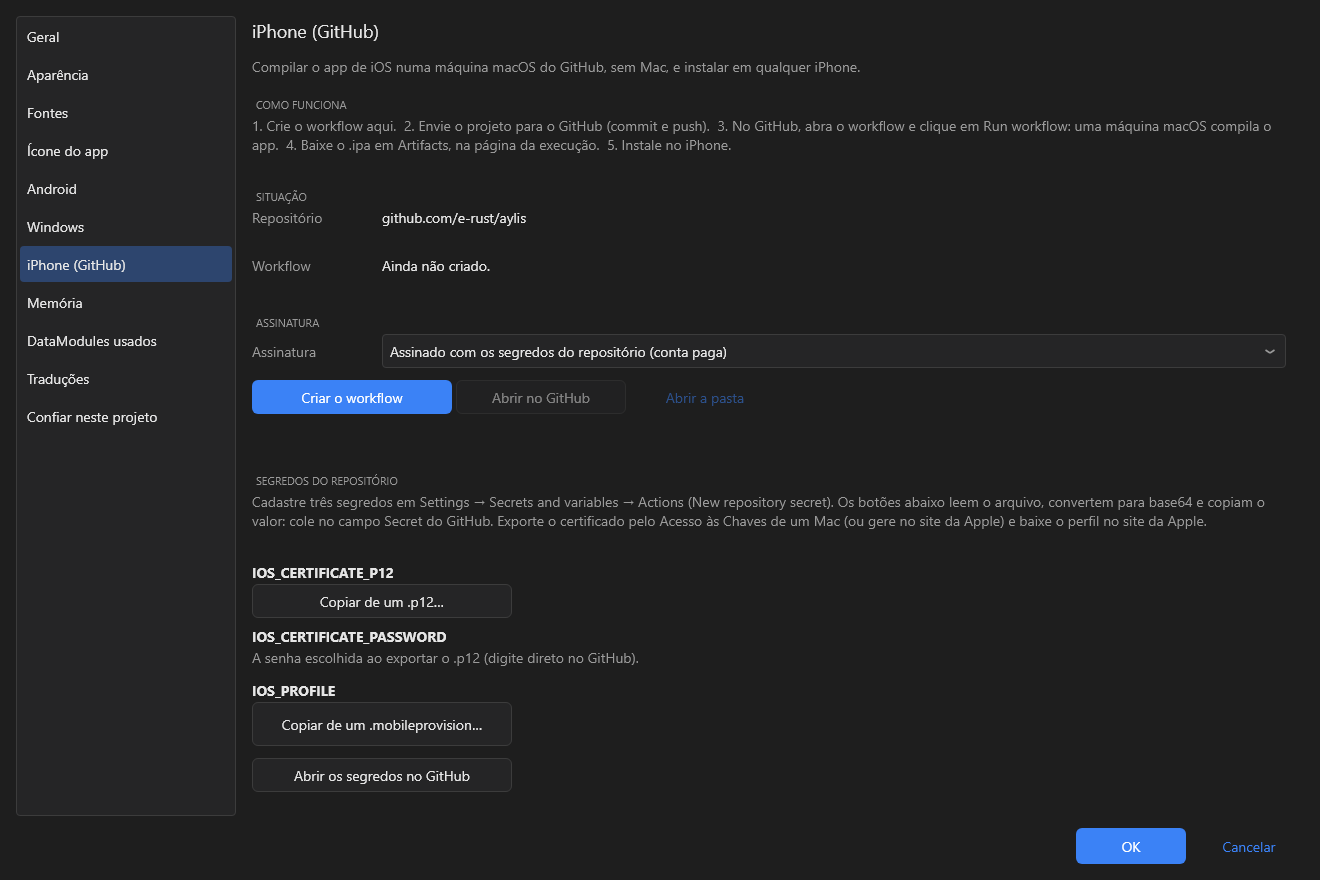 Geral
Aparência
Fontes
Ícone do app
Android
Windows
iPhone (GitHub)
Memória
DataModules usados
Traduções
Confiar neste projeto
iPhone (GitHub)
Compilar o app de iOS numa máquina macOS do GitHub, sem Mac, e instalar em qualquer iPhone.
COMO FUNCIONA
1. Crie o workflow aqui.  2. Envie o projeto para o GitHub (commit e push).  3. No GitHub, abra o workflow e clique em Run workflow: uma máquina macOS compila o
app.  4. Baixe o .ipa em Artifacts, na página da execução.  5. Instale no iPhone.
SITUAÇÃO
Repositório github.com/e-rust/aylis
Workflow Ainda não criado.
ASSINATURA
Assinatura Assinado com os segredos do repositório (conta paga)
Criar o workflow Abrir no GitHub Abrir a pasta
SEGREDOS DO REPOSITÓRIO
Cadastre três segredos em Settings → Secrets and variables → Actions (New repository secret). Os botões abaixo leem o arquivo, convertem para base64 e copiam o
valor: cole no campo Secret do GitHub. Exporte o certificado pelo Acesso às Chaves de um Mac (ou gere no site da Apple) e baixe o perfil no site da Apple.
IOS_CERTIFICATE_P12
Copiar de um .p12...
IOS_CERTIFICATE_PASSWORD
A senha escolhida ao exportar o .p12 (digite direto no GitHub).
IOS_PROFILE
Copiar de um .mobileprovision...
Abrir os segredos no GitHub
OK Cancelar